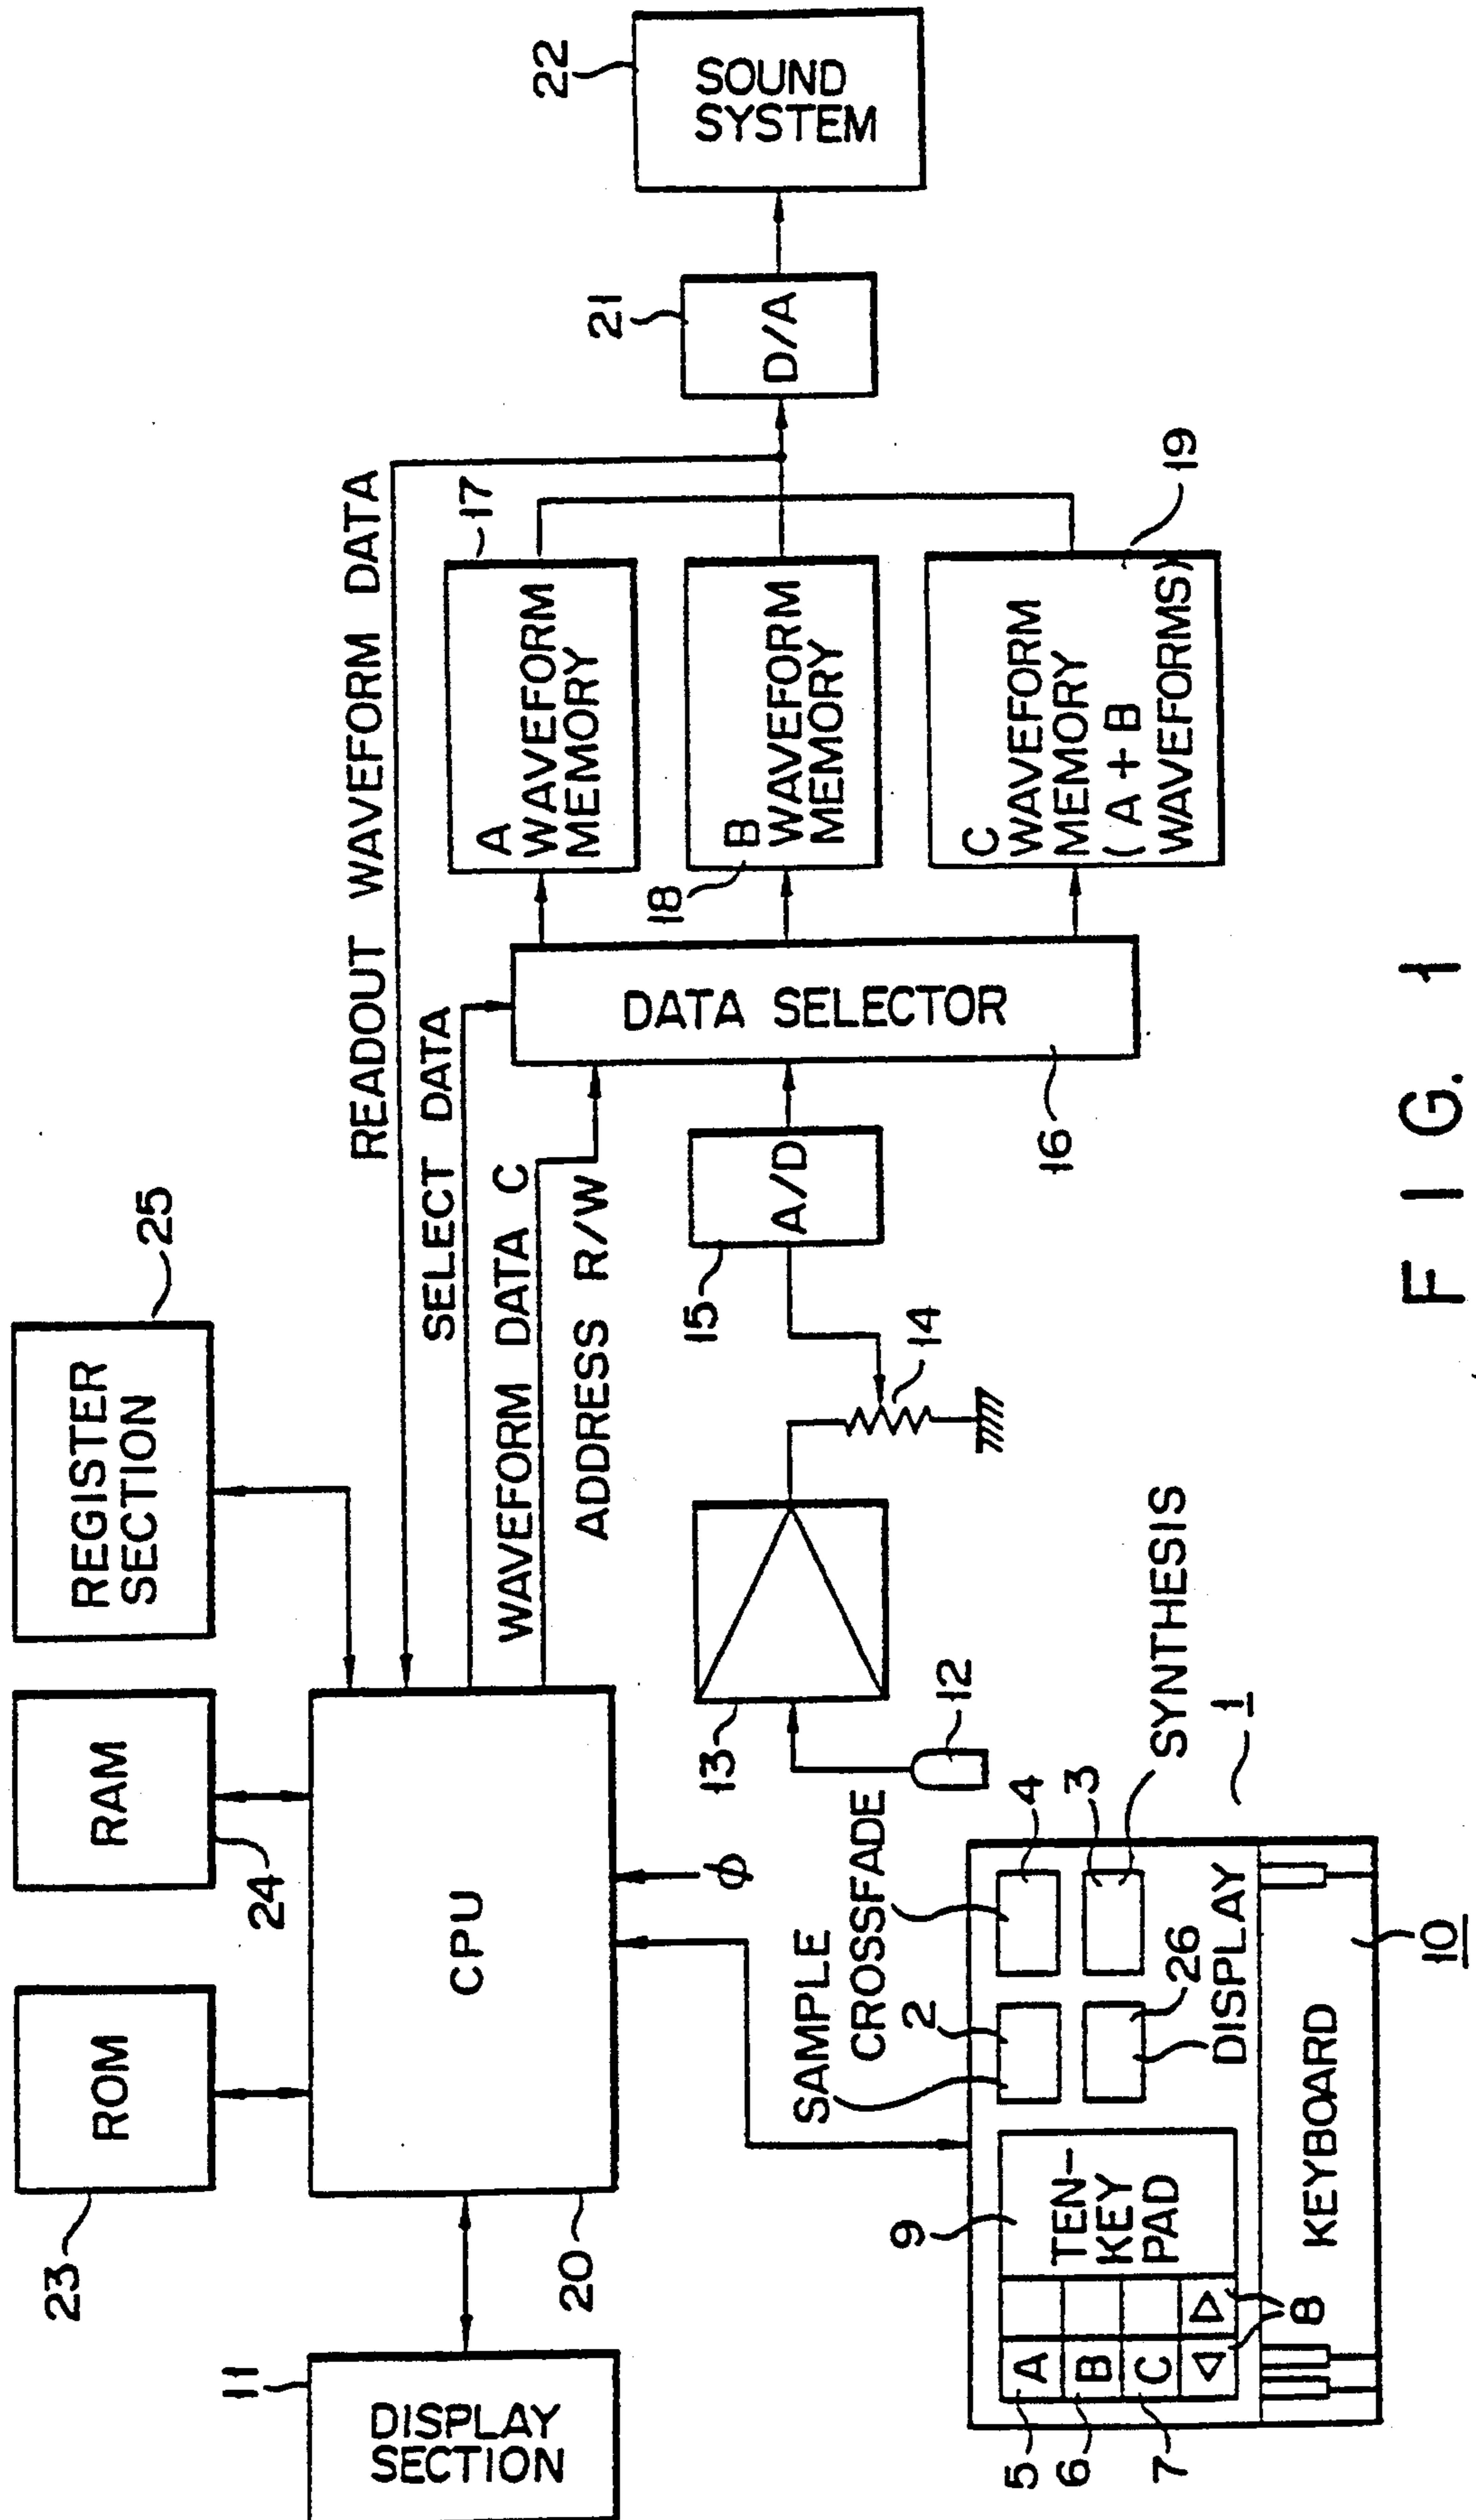 23
ROM
24
RAM
REGISTER
SECTION
25
11
DISPLAY
SECTION
20
CPU
φ
READOUT WAVEFORM DATA
SELECT DATA
WAVEFORM DATA C
ADDRESS R/W
A
WAVEFORM
MEMORY
17
18
B
WAVEFORM
MEMORY
C
WAVEFORM
MEMORY
(A+B
WAVEFORMS)
19
DATA SELECTOR
16
21
D/A
22
SOUND
SYSTEM
13
12
14
15
A/D
SAMPLE
CROSSFADE
2
4
3
SYNTHESIS
1
9
TEN-
KEY
PAD
26
DISPLAY
5
A
6
B
7
C
◁
▷
8
KEYBOARD
10
FIG. 1